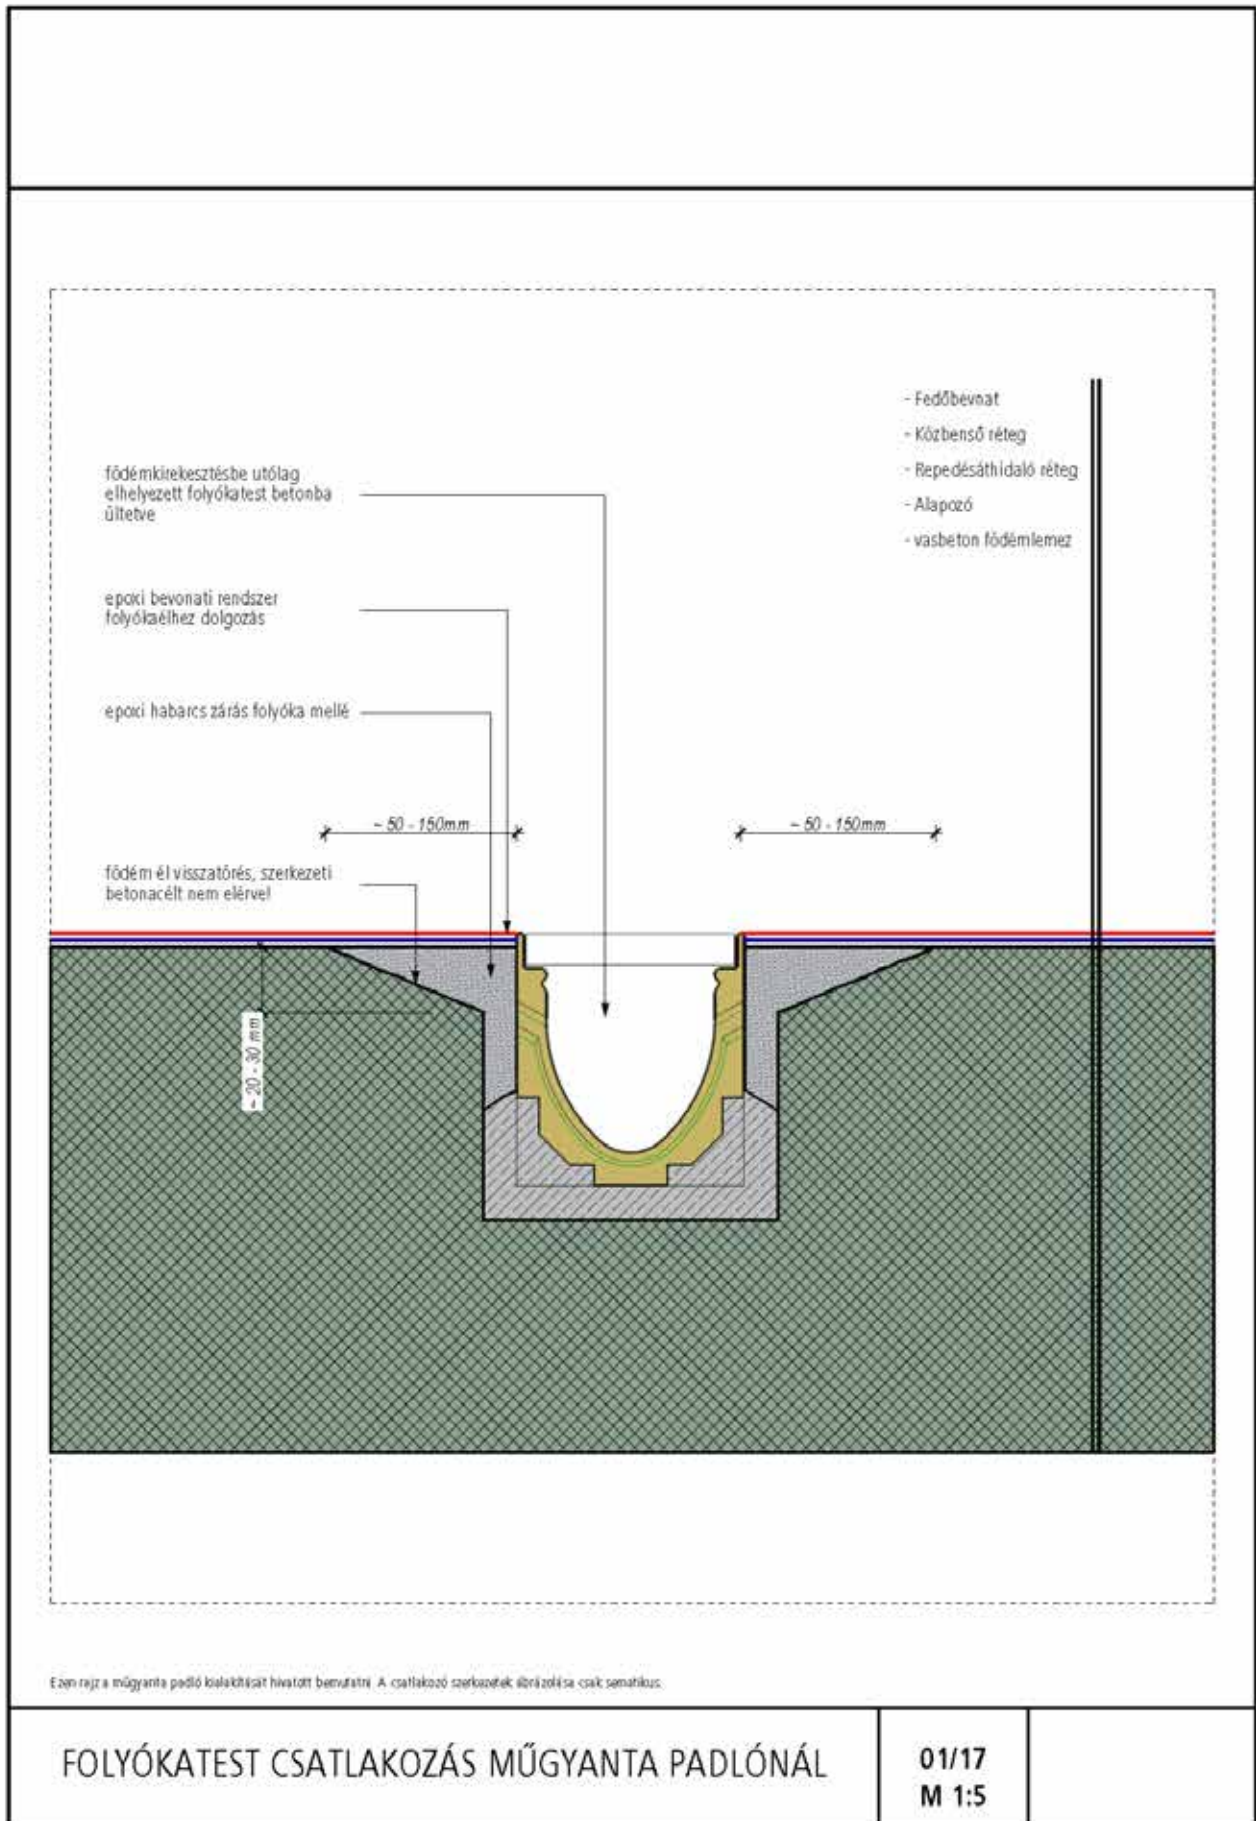 - Fedőbevnat
- Közbenső réteg
- Repedésáthidaló réteg
- Alapozó
- vasbeton födémlemez
födémkirekesztésbe utólag
elhelyezett folyókatest betonba
ültetve
epoxi bevonati rendszer
folyókaélhez dolgozás
epoxi habarcs zárás folyóka mellé
~ 50 - 150mm
~ 50 - 150mm
födém él visszatörés, szerkezeti
betonacélt nem elérve!
~ 20 - 30 mm
Ezen rajz a műgyanta padló kialakítását hivatott bemutatni. A csatlakozó szerkezetek ábrázolása csak sematikus.
FOLYÓKATEST CSATLAKOZÁS MŰGYANTA PADLÓNÁL
01/17
M 1:5